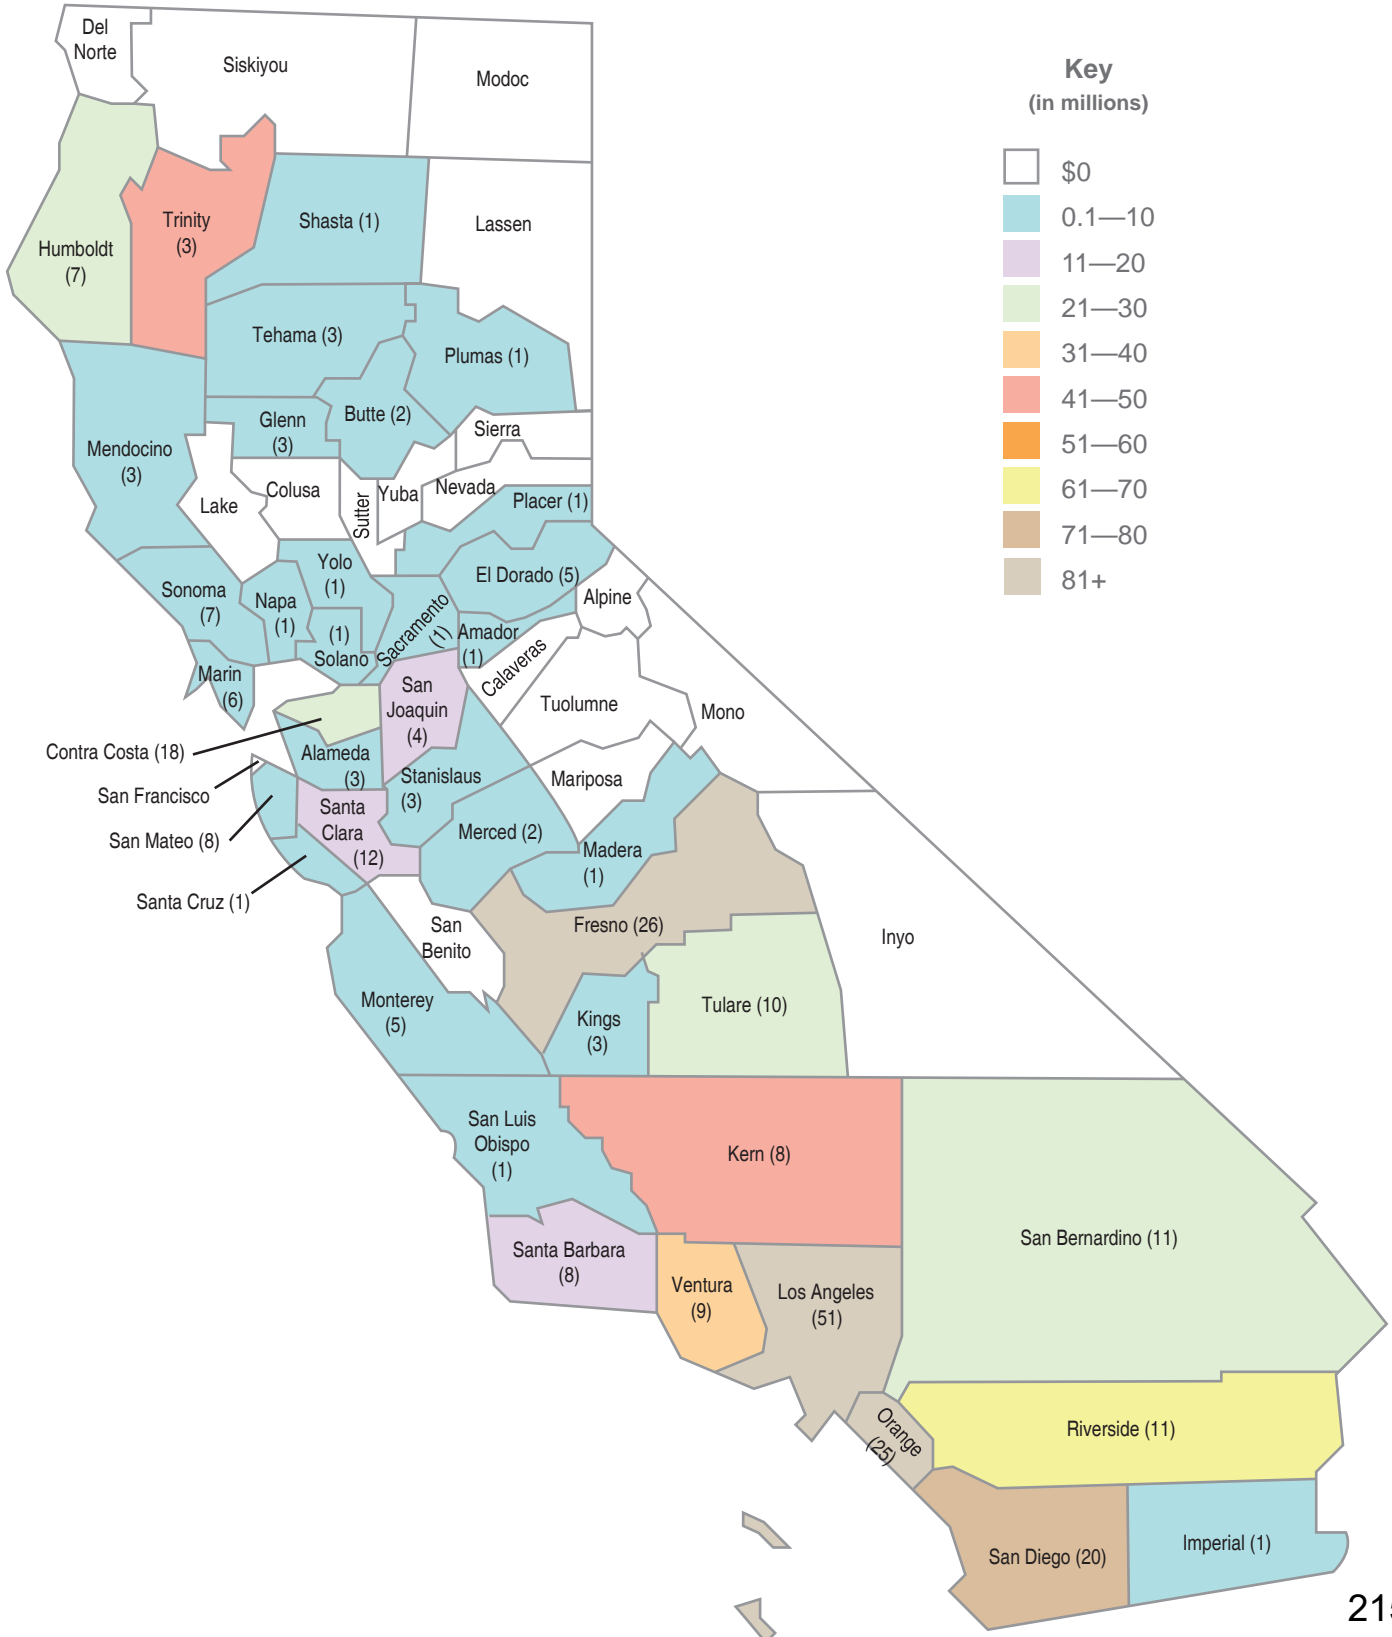 Del
Norte
Siskiyou
Modoc
Key
(in millions)
$0
0.1—10
11—20
21—30
31—40
41—50
51—60
61—70
71—80
81+
Humboldt
(7)
Trinity
(3)
Shasta (1)
Lassen
Tehama (3)
Plumas (1)
Mendocino
(3)
Glenn
(3)
Butte (2)
Sierra
Lake
Colusa
Sutter
Yuba
Nevada
Placer (1)
Sonoma
(7)
Napa
(1)
Yolo
(1)
(1)
Solano
Sacramento
(1)
El Dorado (5)
Amador
(1)
Alpine
Calaveras
Marin
(6)
San
Joaquin
(4)
Tuolumne
Mono
Contra Costa (18)
Alameda
(3)
San Francisco
Stanislaus
(3)
Mariposa
San Mateo (8)
Santa
Clara
(12)
Merced (2)
Madera
(1)
Santa Cruz (1)
San
Benito
Fresno (26)
Inyo
Monterey
(5)
Kings
(3)
Tulare (10)
San Luis
Obispo
(1)
Kern (8)
San Bernardino (11)
Santa Barbara
(8)
Ventura
(9)
Los Angeles
(51)
Orange
(25)
Riverside (11)
San Diego (20)
Imperial (1)
215